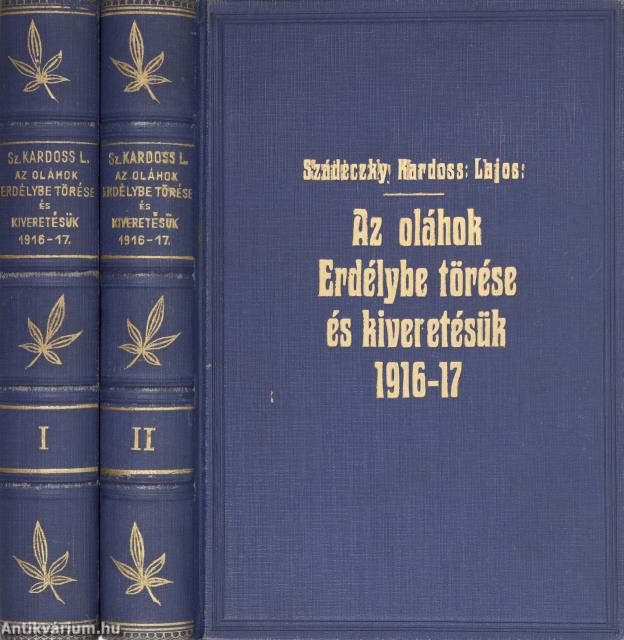 Sz. KARDOSS L.
AZ OLÁHOK
ERDÉLYBE TÖRÉSE
ÉS
KIVERETÉSÜK
1916-17.
I
Sz. KARDOSS L.
AZ OLÁHOK
ERDÉLYBE TÖRÉSE
ÉS
KIVERETÉSÜK
1916-17.
II
Szádeczky Kardoss Lajos:
Az oláhok
Erdélybe törése
és kiveretésük
1916-17
Antikvárium.hu